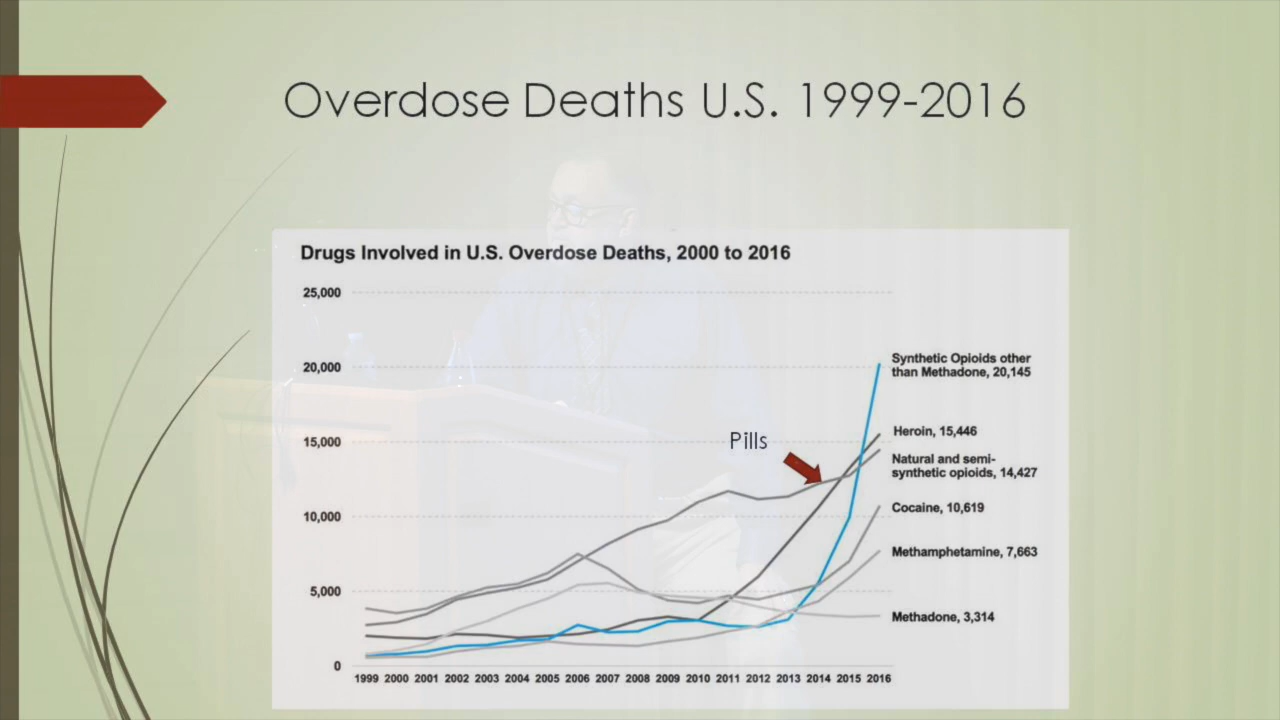 Overdose Deaths U.S. 1999-2016
Drugs Involved in U.S. Overdose Deaths, 2000 to 2016
25,000
20,000
15,000
10,000
5,000
0
Pills
Synthetic Opioids other
than Methadone, 20,145
Heroin, 15,446
Natural and semi-
synthetic opioids, 14,427
Cocaine, 10,619
Methamphetamine, 7,663
Methadone, 3,314
1999 2000 2001 2002 2003 2004 2005 2006 2007 2008 2009 2010 2011 2012 2013 2014 2015 2016